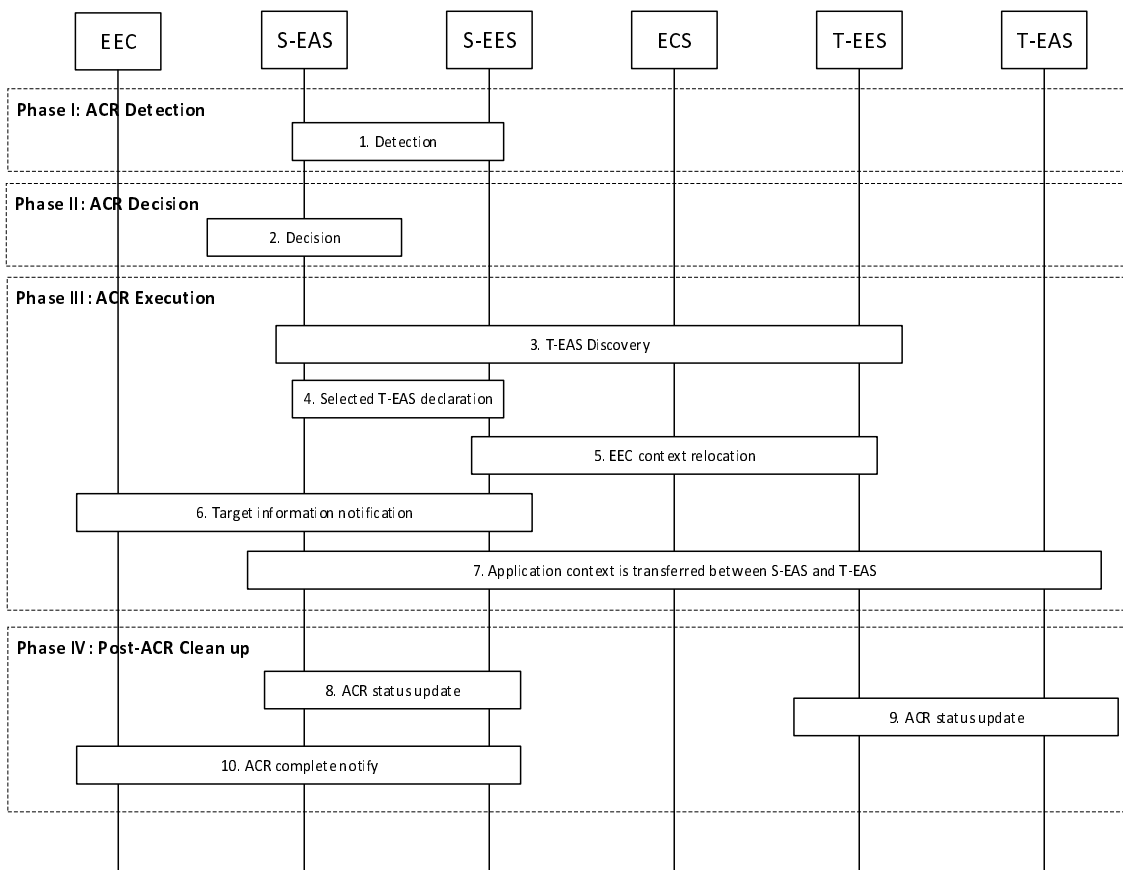 EEC
S-EAS
S-EES
ECS
T-EES
T-EAS
Phase I: ACR Detection
1. Detection
Phase II: ACR Decision
2. Decision
Phase III: ACR Execution
3. T-EAS Discovery
4. Selected T-EAS declaration
5. EEC context relocation
6. Target information notification
7. Application context is transferred between S-EAS and T-EAS
Phase IV: Post-ACR Clean up
8. ACR status update
9. ACR status update
10. ACR complete notify